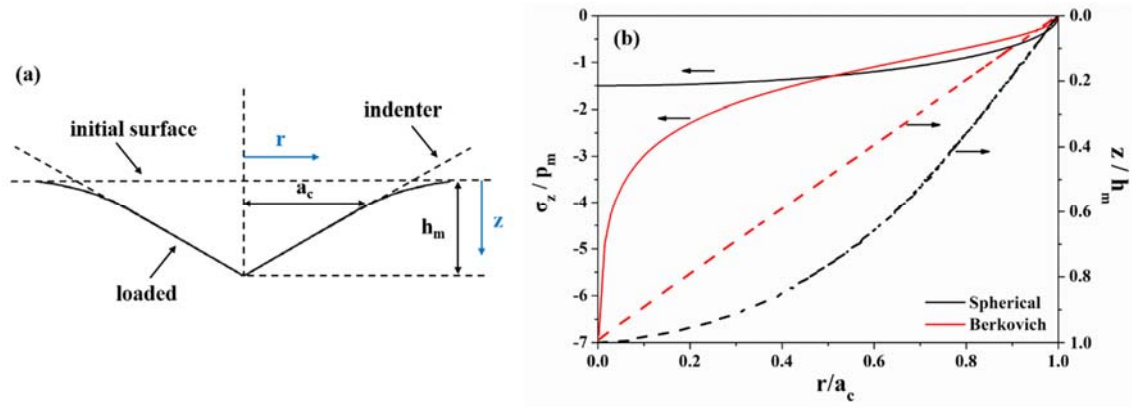 (a)
initial surface
r
indenter
a_c
h_m
z
loaded
(b)
0
-1
-2
-3
-4
-5
-6
-7
σ_z / p_m
0.0
0.2
0.4
0.6
0.8
1.0
z / h_m
Spherical
Berkovich
0.0 0.2 0.4 0.6 0.8 1.0
r/a_c